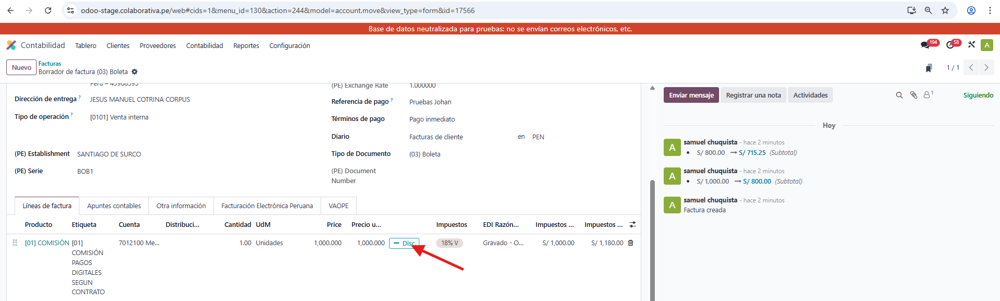 odoo-stage.colaborativa.pe/web#cids=1&menu_id=130&action=244&model=account.move&view_type=form&id=17566
Base de datos neutralizada para pruebas: no se envían correos electrónicos, etc.
Contabilidad Tablero Clientes Proveedores Contabilidad Reportes Configuración 194 58 A
Nuevo Facturas
Borrador de factura (03) Boleta 1 / 1
(PE) Exchange Rate 1.000000
Dirección de entrega ? JESUS MANUEL COTRINA CORPUS
Referencia de pago ? Pruebas Johan
Tipo de operación ? [0101] Venta interna
Términos de pago Pago inmediato
Diario Facturas de cliente en PEN
(PE) Establishment SANTIAGO DE SURCO
Tipo de Documento (03) Boleta
(PE) Serie BOB1
(PE) Document
Number
Líneas de factura Apuntes contables Otra información Facturación Electrónica Peruana VAOPE
Producto Etiqueta Cuenta Distribuci... Cantidad UdM Price Precio u... Impuestos EDI Razón... Impuestos ... Impuestos ...
[01] COMISIÓN [01] 7012100 Me... 1.00 Unidades 1,000.000 1,000.000 Disc. 18% V Gravado - O... S/ 1,000.00 S/ 1,180.00
COMISIÓN
PAGOS
DIGITALES
SEGUN
CONTRATO
Enviar mensaje Registrar una nota Actividades 1 Siguiendo
Hoy
A samuel chuquista - hace 2 minutos
• S/ 800.00 → S/ 715.25 (Subtotal)
A samuel chuquista - hace 2 minutos
• S/ 1,000.00 → S/ 800.00 (Subtotal)
A samuel chuquista - hace 2 minutos
Factura creada